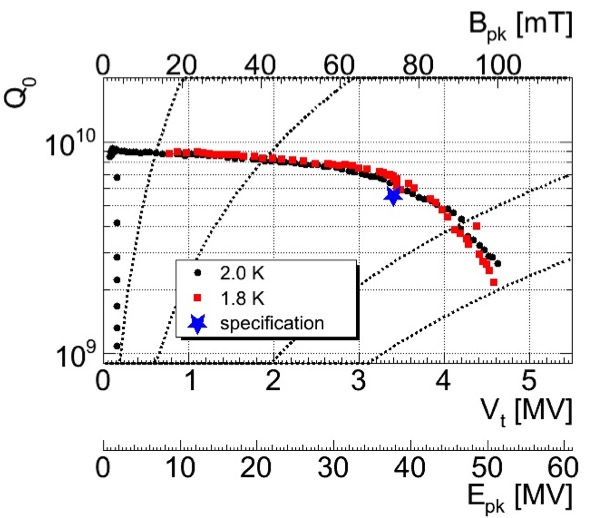 B_pk [mT]
0 20 40 60 80 100
Q_0
10^10
10^9
2.0 K
1.8 K
specification
0 1 2 3 4 5
V_t [MV]
0 10 20 30 40 50 60
E_pk [MV]